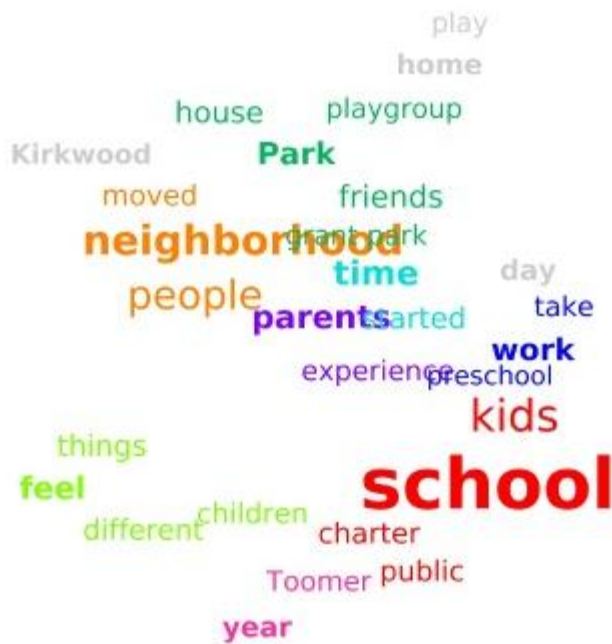 play
home
house
playgroup
Kirkwood
Park
moved
friends
neighborhood
grant park
time
day
people
parents
started
take
work
experience
preschool
kids
things
school
feel
children
different
charter
Toomer
public
year